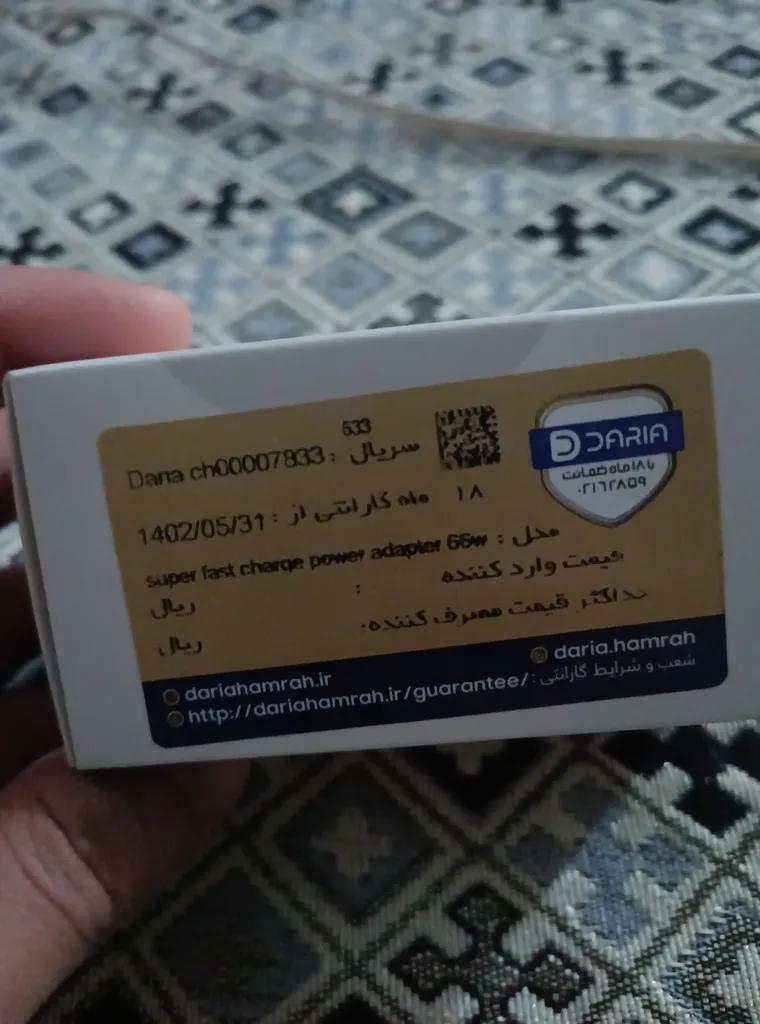 633
سریال : Daria ch00007833
۱۸ ماه گارانتی از : 1402/05/31
محل : super fast charge power adapter 66w
قیمت وارد کننده : ریال
حداکثر قیمت مصرف کننده: ریال
DARIA
با ۱۸ ماه ضمانت
۰۲۱۶۲۸۵۹
daria.hamrah
dariahamrah.ir
شعب و شرایط گارانتی : http://dariahamrah.ir/guarantee/